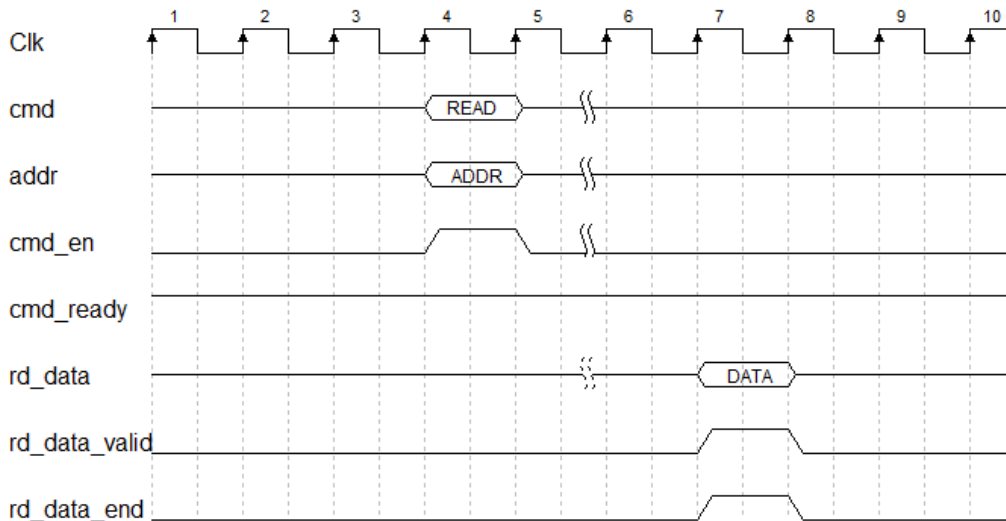 1 2 3 4 5 6 7 8 9 10
Clk
cmd READ
addr ADDR
cmd_en
cmd_ready
rd_data DATA
rd_data_valid
rd_data_end